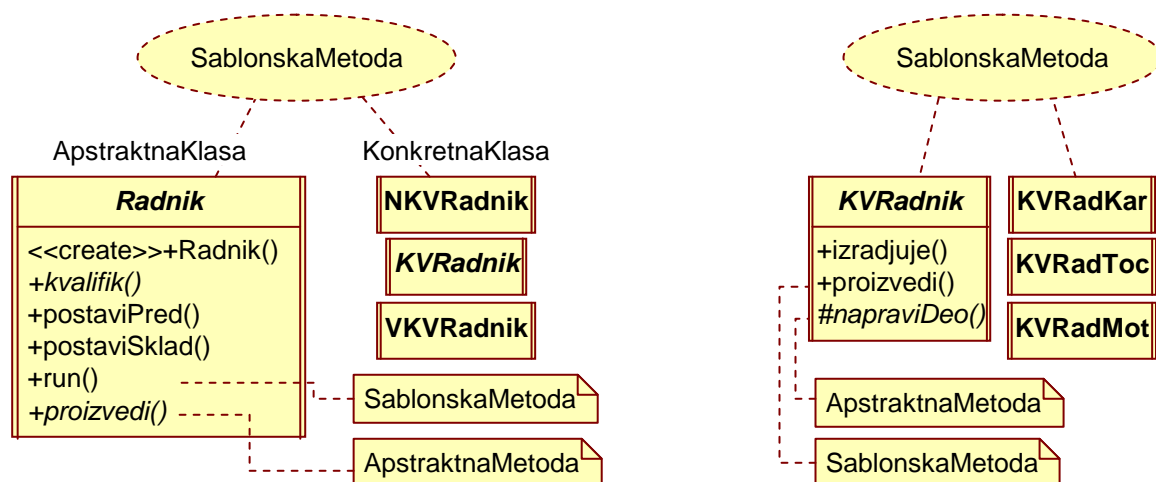 SablonskaMetoda
ApstraktnaKlasa
KonkretnaKlasa
Radnik
<<create>>+Radnik()
+kvalifik()
+postaviPred()
+postaviSklad()
+run()
+proizvedi()
NKVRadnik
KVRadnik
VKVRadnik
SablonskaMetoda
ApstraktnaMetoda
SablonskaMetoda
KVRadnik
+izradjuje()
+proizvedi()
#napraviDeo()
KVRadKar
KVRadToc
KVRadMot
ApstraktnaMetoda
SablonskaMetoda